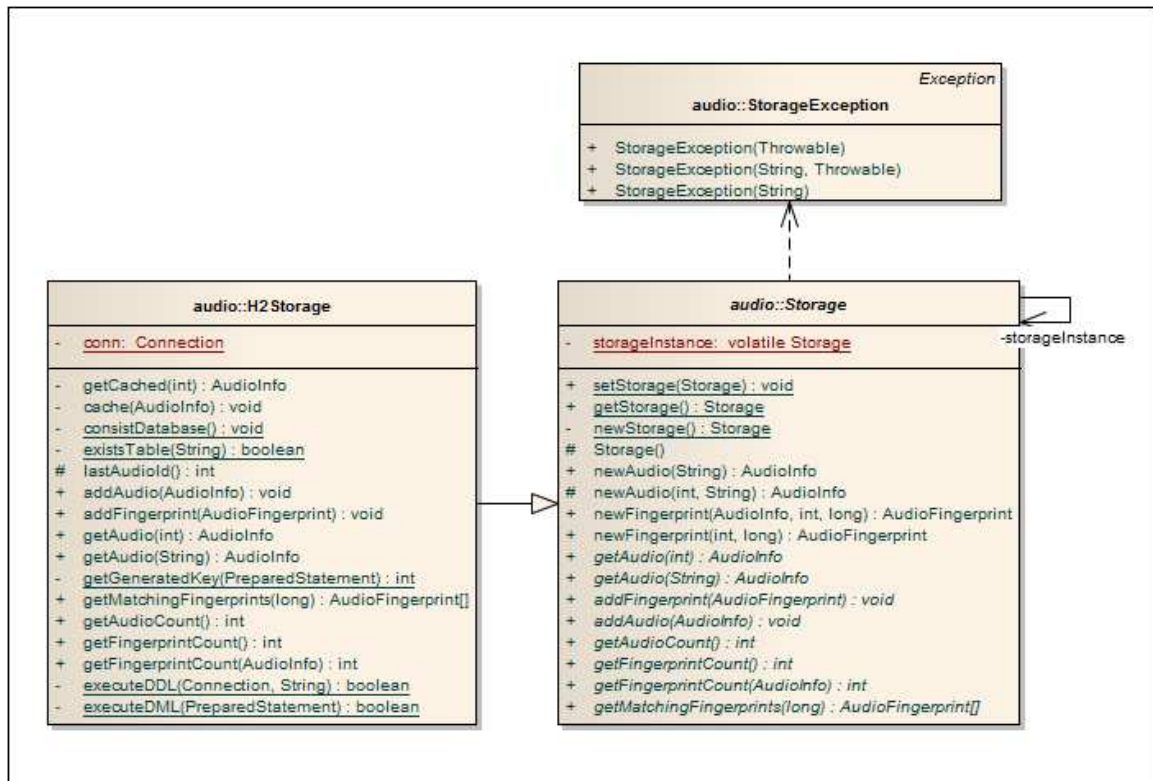 Exception
audio::StorageException
+ StorageException(Throwable)
+ StorageException(String, Throwable)
+ StorageException(String)
audio::H2Storage
- conn: Connection
- getCached(int) : AudioInfo
- cache(AudioInfo) : void
- consistDatabase() : void
- existsTable(String) : boolean
# lastAudioId() : int
+ addAudio(AudioInfo) : void
+ addFingerprint(AudioFingerprint) : void
+ getAudio(int) : AudioInfo
+ getAudio(String) : AudioInfo
- getGeneratedKey(PreparedStatement) : int
+ getMatchingFingerprints(long) : AudioFingerprint[]
+ getAudioCount() : int
+ getFingerprintCount() : int
+ getFingerprintCount(AudioInfo) : int
- executeDDL(Connection, String) : boolean
- executeDML(PreparedStatement) : boolean
audio::Storage
- storageInstance: volatile Storage
+ setStorage(Storage) : void
+ getStorage() : Storage
- newStorage() : Storage
# Storage()
+ newAudio(String) : AudioInfo
# newAudio(int, String) : AudioInfo
+ newFingerprint(AudioInfo, int, long) : AudioFingerprint
+ newFingerprint(int, long) : AudioFingerprint
+ getAudio(int) : AudioInfo
+ getAudio(String) : AudioInfo
+ addFingerprint(AudioFingerprint) : void
+ addAudio(AudioInfo) : void
+ getAudioCount() : int
+ getFingerprintCount() : int
+ getFingerprintCount(AudioInfo) : int
+ getMatchingFingerprints(long) : AudioFingerprint[]
-storageInstance